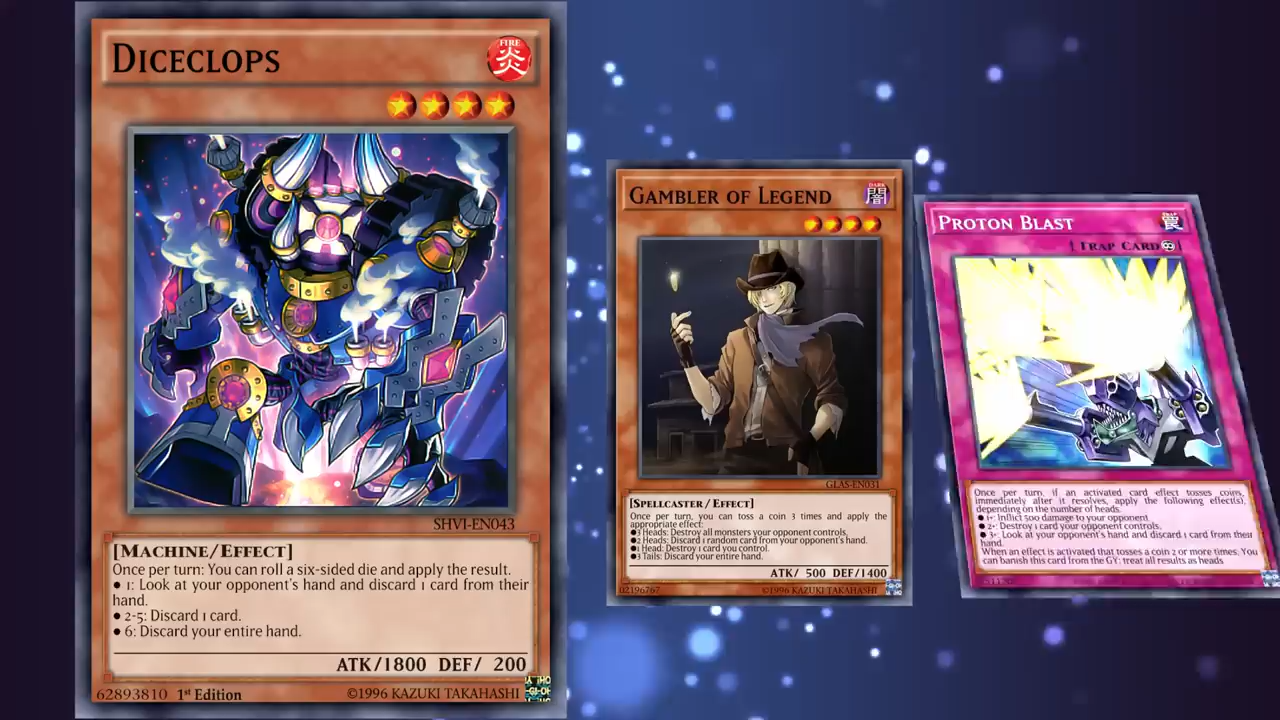 DICECLOPS
FIRE
炎
[MACHINE/EFFECT]
Once per turn: You can roll a six-sided die and apply the result.
● 1: Look at your opponent's hand and discard 1 card from their
hand.
● 2-5: Discard 1 card.
● 6: Discard your entire hand.
SHVI-EN043
ATK/1800 DEF/ 200
62893810 1st Edition
©1996 KAZUKI TAKAHASHI
GAMBLER OF LEGEND
DARK
闇
GLAS-EN031
[SPELLCASTER/EFFECT]
Once per turn, you can toss a coin 3 times and apply the
appropriate effect:
●3 Heads: Destroy all monsters your opponent controls.
●2 Heads: Discard 1 random card from your opponent's hand.
●1 Head: Destroy 1 card you control.
●3 Tails: Discard your entire hand.
ATK/ 500 DEF/1400
02196767
©1996 KAZUKI TAKAHASHI
PROTON BLAST
TRAP
罠
[TRAP CARD]
Once per turn, if an activated card effect tosses coins,
immediately after it resolves, apply the following effect(s),
depending on the number of heads.
● 1+: Inflict 500 damage to your opponent.
● 2+: Destroy 1 card your opponent controls.
● 3+: Look at your opponent's hand and discard 1 card from their
hand.
When an effect is activated that tosses a coin 2 or more times: You
can banish this card from the GY; treat all results as heads